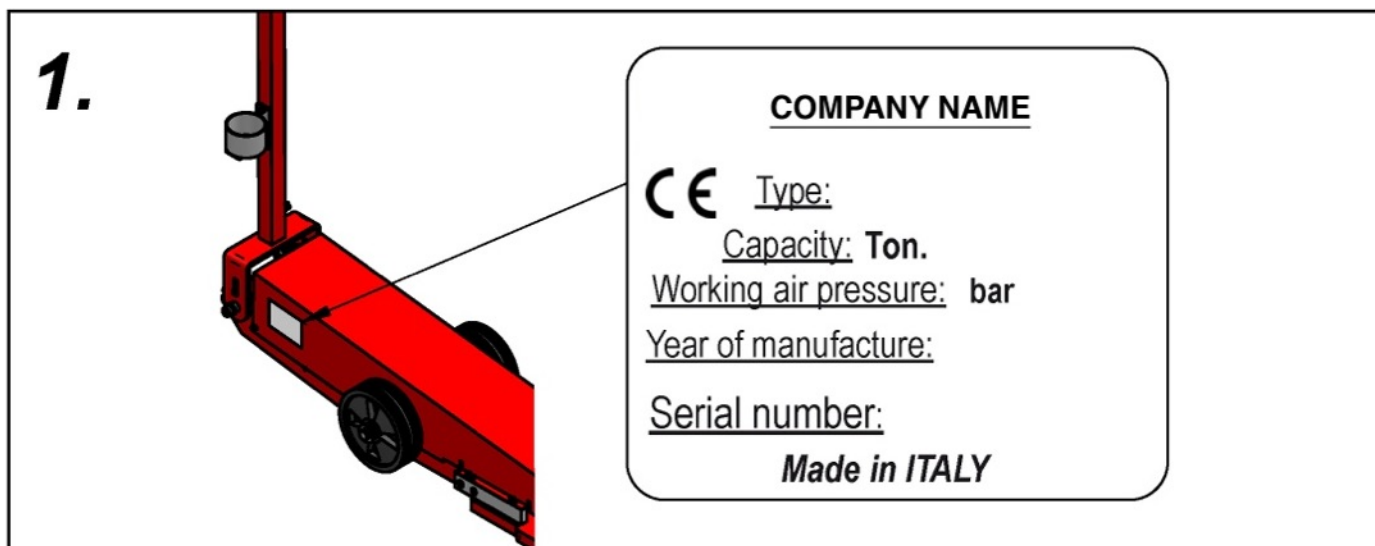 1.
COMPANY NAME
CE Type:
Capacity: Ton.
Working air pressure: bar
Year of manufacture:
Serial number:
Made in ITALY